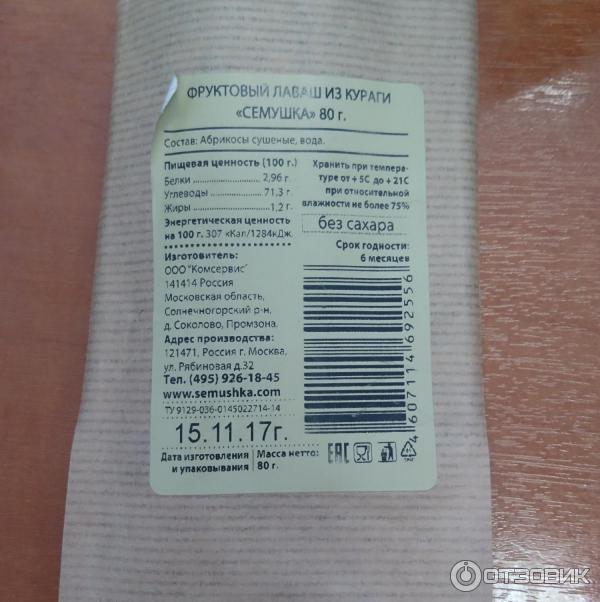 ФРУКТОВЫЙ ЛАВАШ ИЗ КУРАГИ
«СЕМУШКА» 80 г.
Состав: Абрикосы сушеные, вода.
Пищевая ценность (100 г.)
Белки 2,96 г.
Углеводы 71,3 г.
Жиры 1,2 г.
Энергетическая ценность
на 100 г. 307 кКал/1284кДж.
Хранить при темпера-
туре от + 5С до + 21С
при относительной
влажности не более 75%
без сахара
Срок годности:
6 месяцев
Изготовитель:
ООО "Комсервис"
141414 Россия
Московская область,
Солнечногорский р-н,
д. Соколово, Промзона.
Адрес производства:
121471, Россия г. Москва,
ул. Рябиновая д.32
Тел. (495) 926-18-45
www.semushka.com
ТУ 9129-036-0145022714-14
15.11.17г.
Дата изготовления
и упаковывания
Масса нетто:
80 г.
4607114692556
EAC
ОТЗОВИК